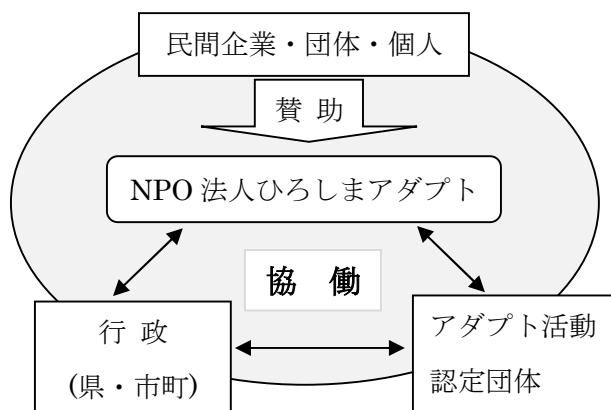 民間企業・団体・個人
賛 助
NPO 法人ひろしまアダプト
協 働
行 政
(県・市町)
アダプト活動
認定団体